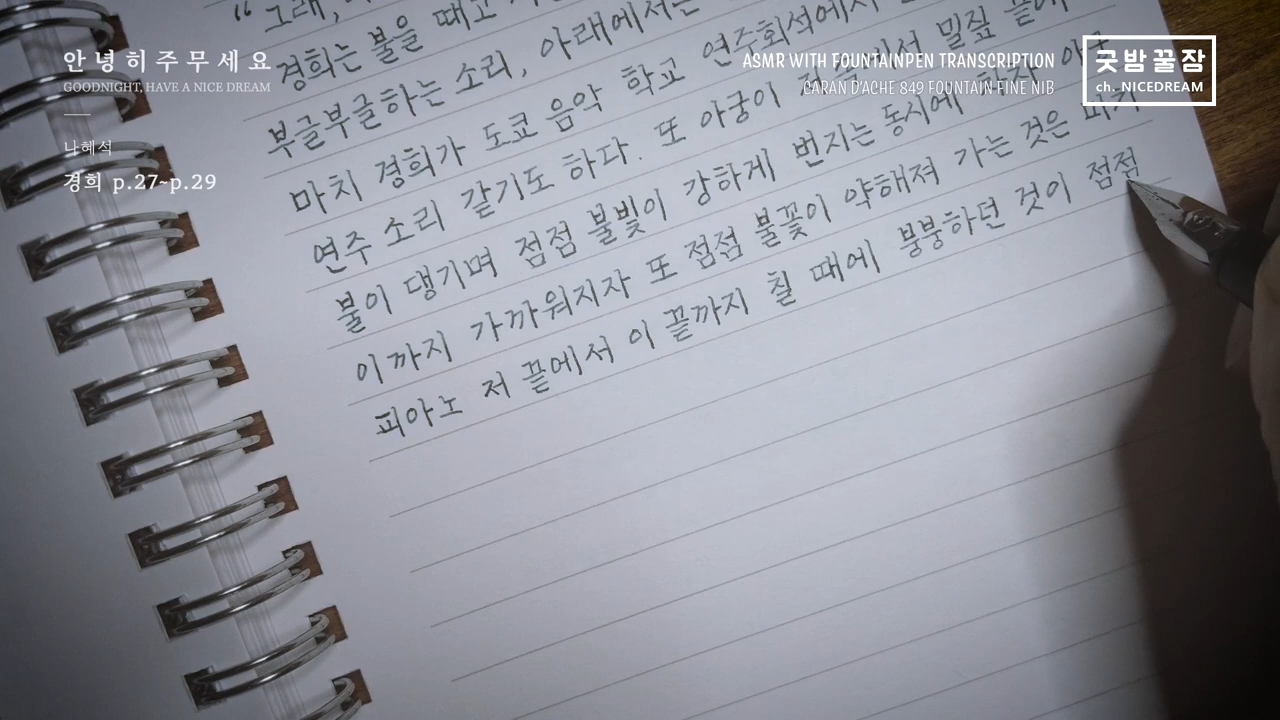 안녕히주무세요
GOODNIGHT, HAVE A NICE DREAM
나혜석
경희 p.27~p.29
ASMR WITH FOUNTAINPEN TRANSCRIPTION
CARAN D'ACHE 849 FOUNTAIN FINE NIB
굿밤꿀잠
ch. NICEDREAM
“그래,
경희는 불을 때고
부글부글하는 소리, 아래에서는 밀짚
마치 경희가 도쿄 음악 학교 연주회석에서
연주 소리 같기도 하다. 또 아궁이
불이 댕기며 점점 불빛이 강하게 번지는 동시에
이까지 가까워지자 또 점점 불꽃이 약해져 가는 것은
피아노 저 끝에서 이 끝까지 칠 때에 붕붕하던 것이 점점